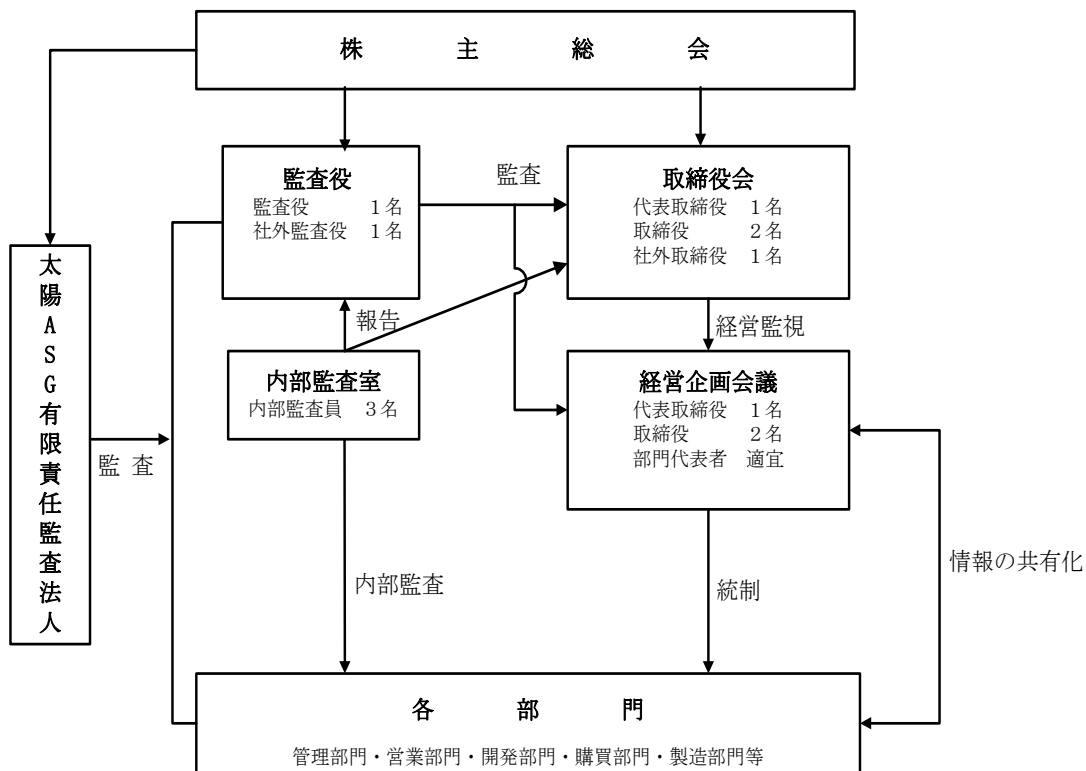 株主総会
監査役
監査役　　１名
社外監査役　１名
監査
取締役会
代表取締役　１名
取締役　　２名
社外取締役　１名
太陽ＡＳＧ有限責任監査法人
監 査
報告
経営監視
内部監査室
内部監査員　３名
経営企画会議
代表取締役　１名
取締役　　２名
部門代表者　適宜
内部監査
統制
情報の共有化
各部門
管理部門・営業部門・開発部門・購買部門・製造部門等